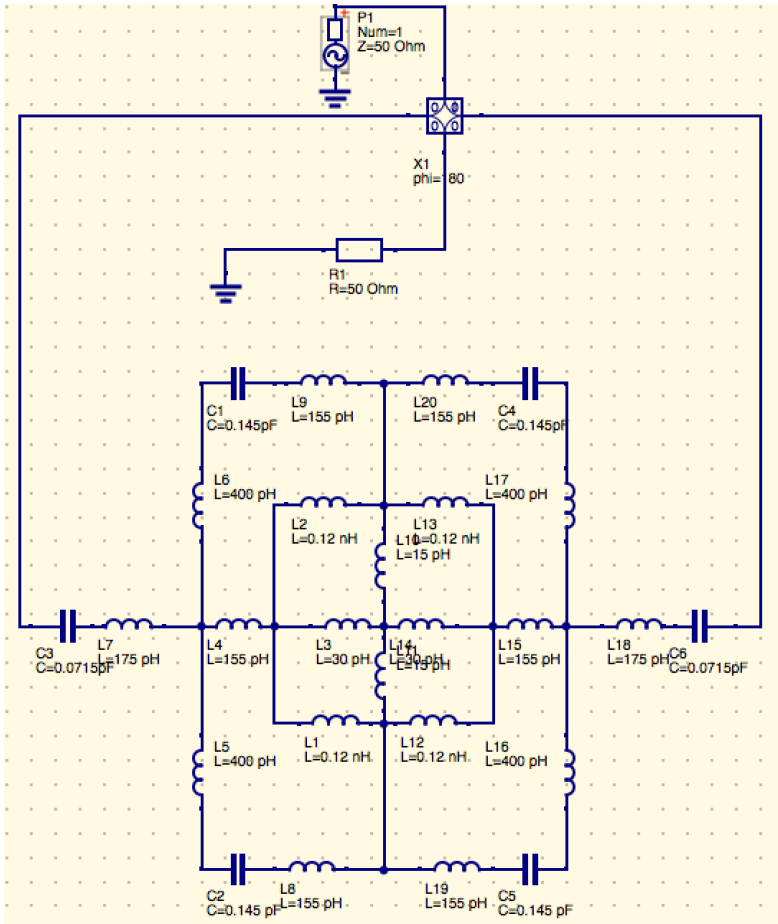 P1
Num=1
Z=50 Ohm
X1
phi=180
R1
R=50 Ohm
C1
C=0.145pF
L9
L=155 pH
L20
L=155 pH
C4
C=0.145pF
L6
L=400 pH
L17
L=400 pH
L2
L=0.12 nH
L13
L=0.12 nH
L10
L=15 pH
C3
C=0.0715pF
L7
L=175 pH
L4
L=155 pH
L3
L=30 pH
L14
L=30 pH
L11
L=15 pH
L15
L=155 pH
L18
L=175 pH
C6
C=0.0715pF
L5
L=400 pH
L1
L=0.12 nH
L12
L=0.12 nH
L16
L=400 pH
C2
C=0.145 pF
L8
L=155 pH
L19
L=155 pH
C5
C=0.145 pF